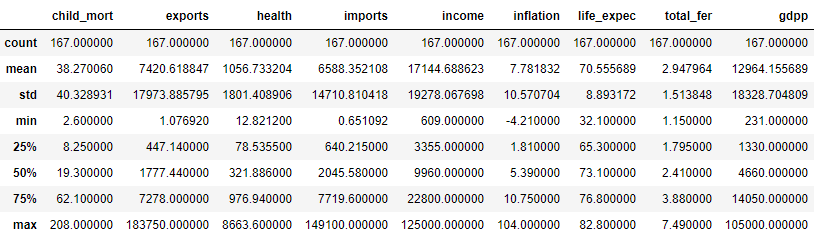 child_mort exports health imports income inflation life_expec total_fer gdpp
count 167.000000 167.000000 167.000000 167.000000 167.000000 167.000000 167.000000 167.000000 167.000000
mean 38.270060 7420.618847 1056.733204 6588.352108 17144.688623 7.781832 70.555689 2.947964 12964.155689
std 40.328931 17973.885795 1801.408906 14710.810418 19278.067698 10.570704 8.893172 1.513848 18328.704809
min 2.600000 1.076920 12.821200 0.651092 609.000000 -4.210000 32.100000 1.150000 231.000000
25% 8.250000 447.140000 78.535500 640.215000 3355.000000 1.810000 65.300000 1.795000 1330.000000
50% 19.300000 1777.440000 321.886000 2045.580000 9960.000000 5.390000 73.100000 2.410000 4660.000000
75% 62.100000 7278.000000 976.940000 7719.600000 22800.000000 10.750000 76.800000 3.880000 14050.000000
max 208.000000 183750.000000 8663.600000 149100.000000 125000.000000 104.000000 82.800000 7.490000 105000.000000